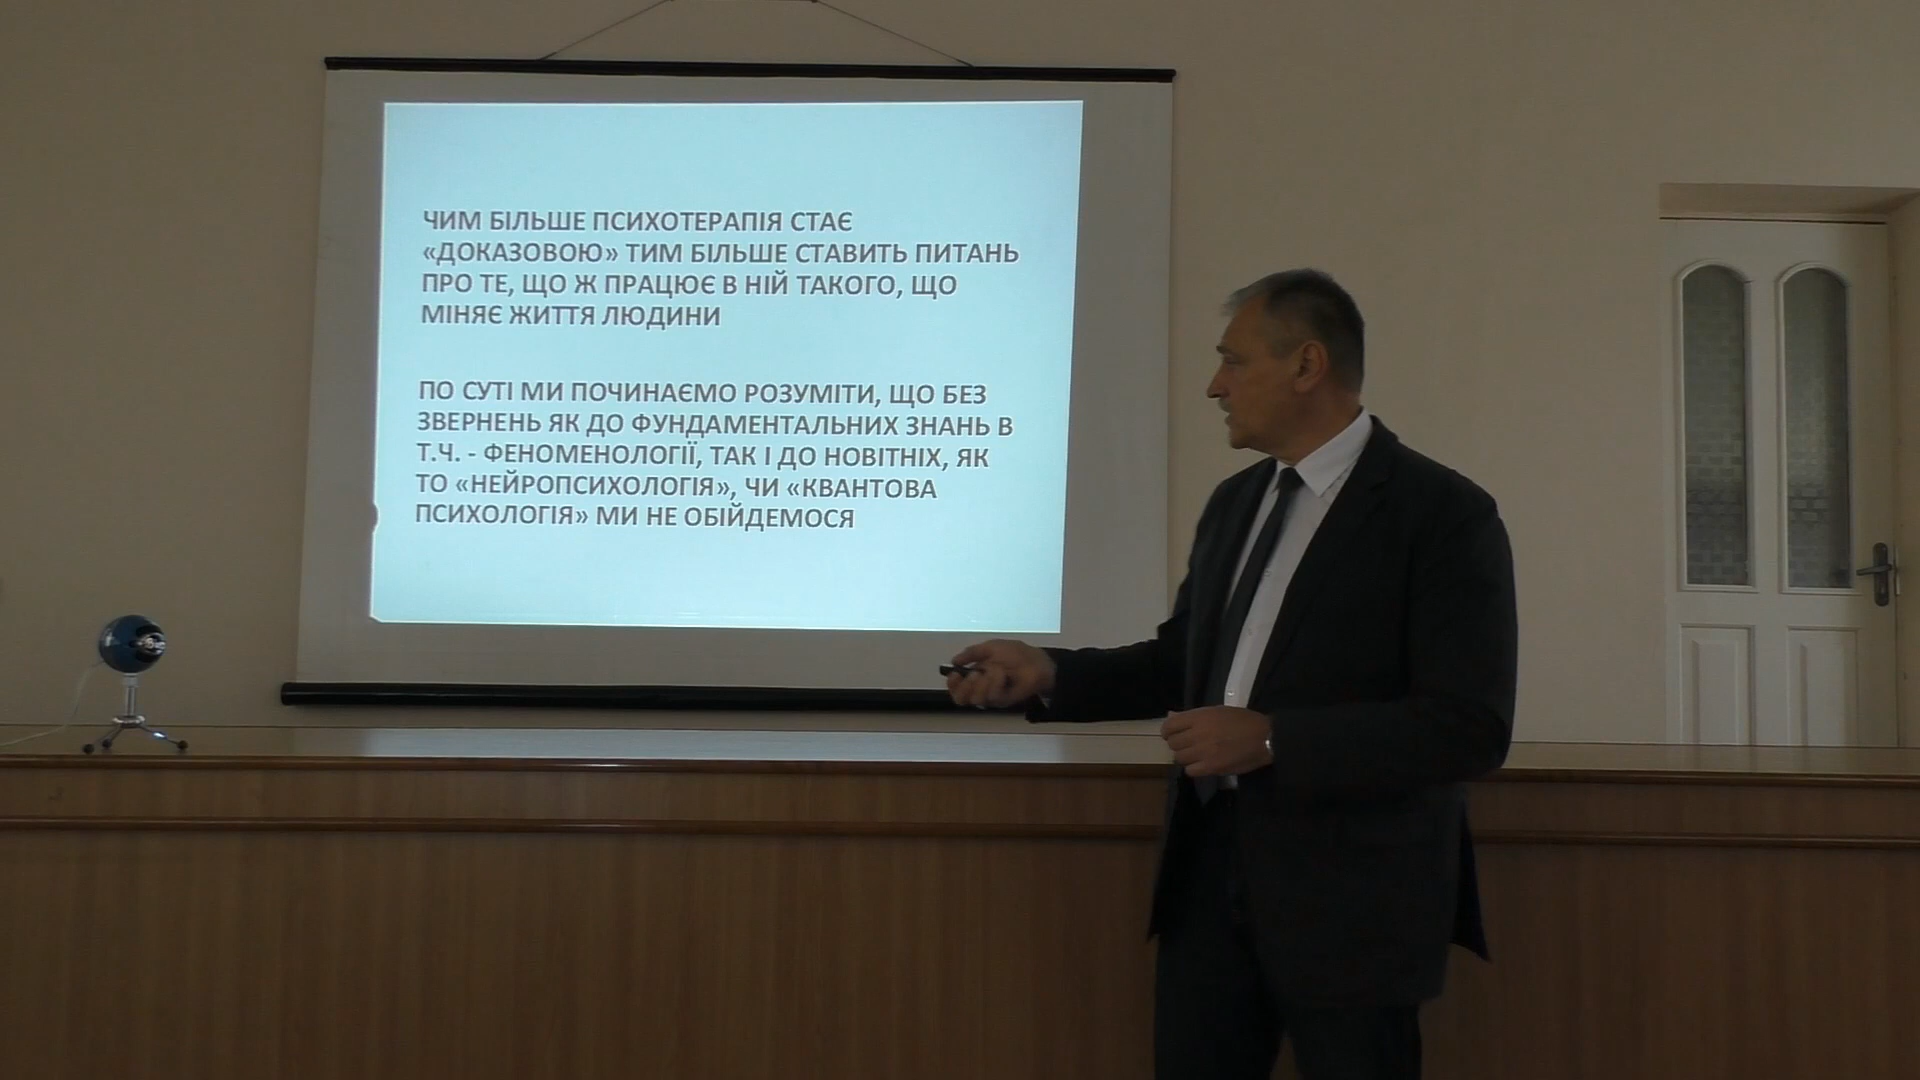 ЧИМ БІЛЬШЕ ПСИХОТЕРАПІЯ СТАЄ
«ДОКАЗОВОЮ» ТИМ БІЛЬШЕ СТАВИТЬ ПИТАНЬ
ПРО ТЕ, ЩО Ж ПРАЦЮЄ В НІЙ ТАКОГО, ЩО
МІНЯЄ ЖИТТЯ ЛЮДИНИ
ПО СУТІ МИ ПОЧИНАЄМО РОЗУМІТИ, ЩО БЕЗ
ЗВЕРНЕНЬ ЯК ДО ФУНДАМЕНТАЛЬНИХ ЗНАНЬ В
Т.Ч. - ФЕНОМЕНОЛОГІЇ, ТАК І ДО НОВІТНІХ, ЯК
ТО «НЕЙРОПСИХОЛОГІЯ», ЧИ «КВАНТОВА
ПСИХОЛОГІЯ» МИ НЕ ОБІЙДЕМОСЯ